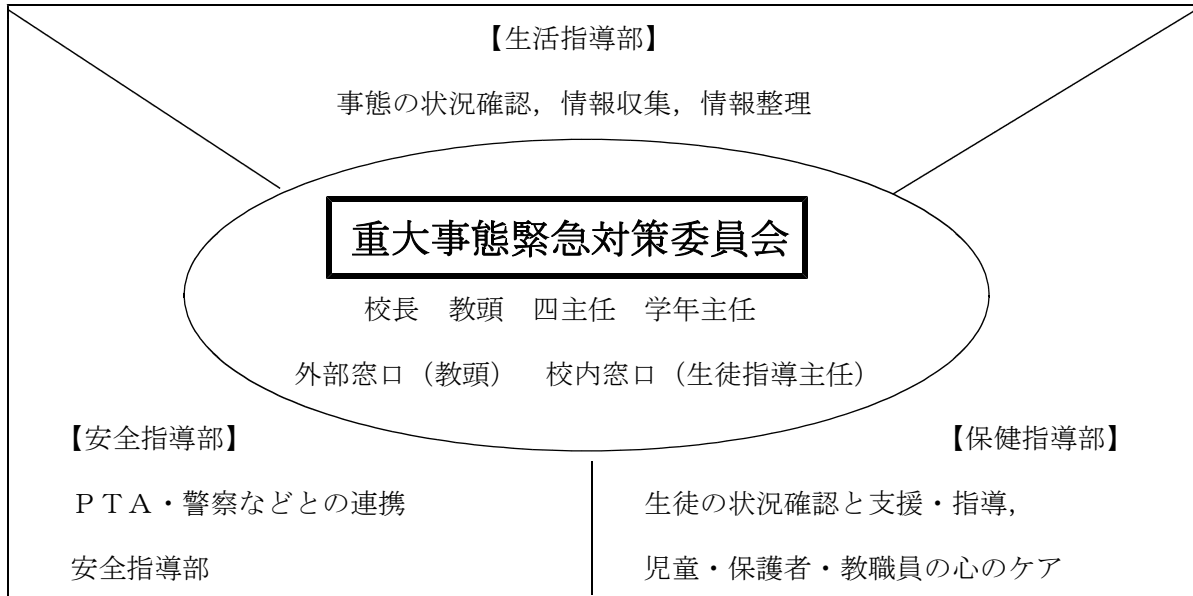 【生活指導部】
事態の状況確認，情報収集，情報整理
重大事態緊急対策委員会
校長　教頭　四主任　学年主任
外部窓口（教頭）　校内窓口（生徒指導主任）
【安全指導部】
ＰＴＡ・警察などとの連携
安全指導部
【保健指導部】
生徒の状況確認と支援・指導，
児童・保護者・教職員の心のケア